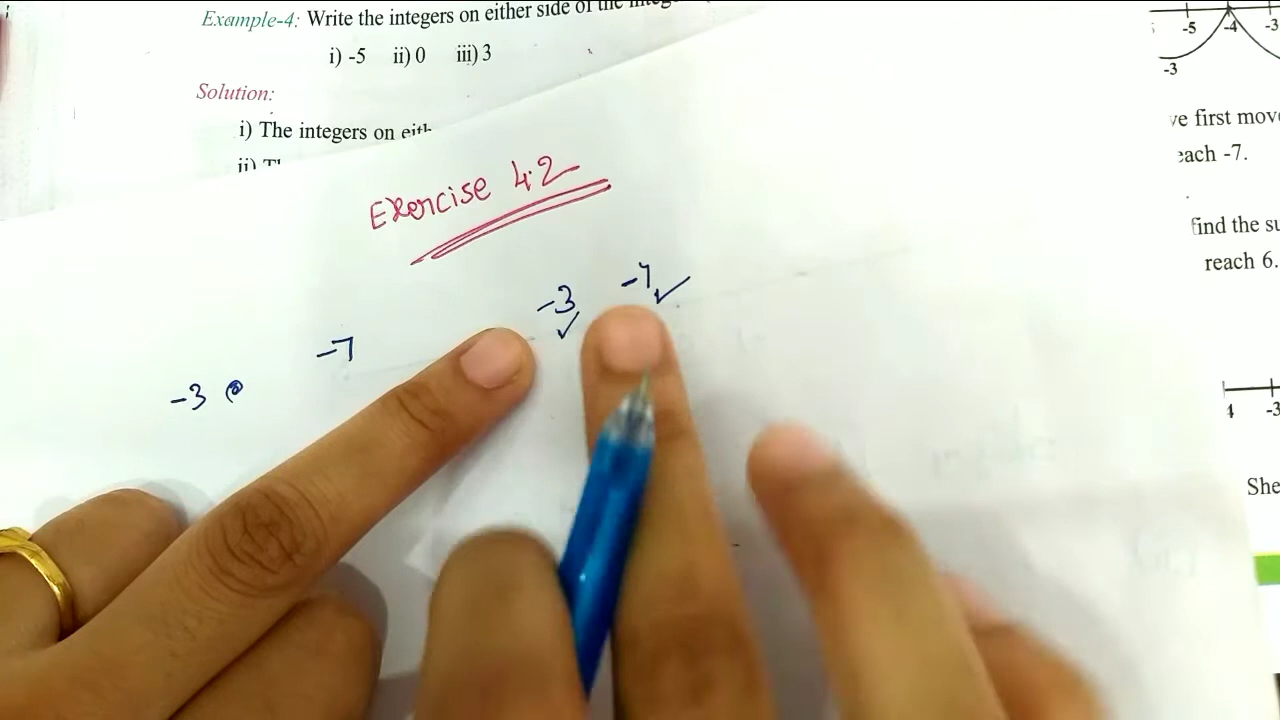 Example-4: Write the integers on either side of the
i) -5 ii) 0 iii) 3
Solution:
i) The integers on
ii)
Exercise 4.2
-3 -7
-7
-3
-5 -4 -3
-3
ve first mov
each -7.
find the su
reach 6.
-3
She